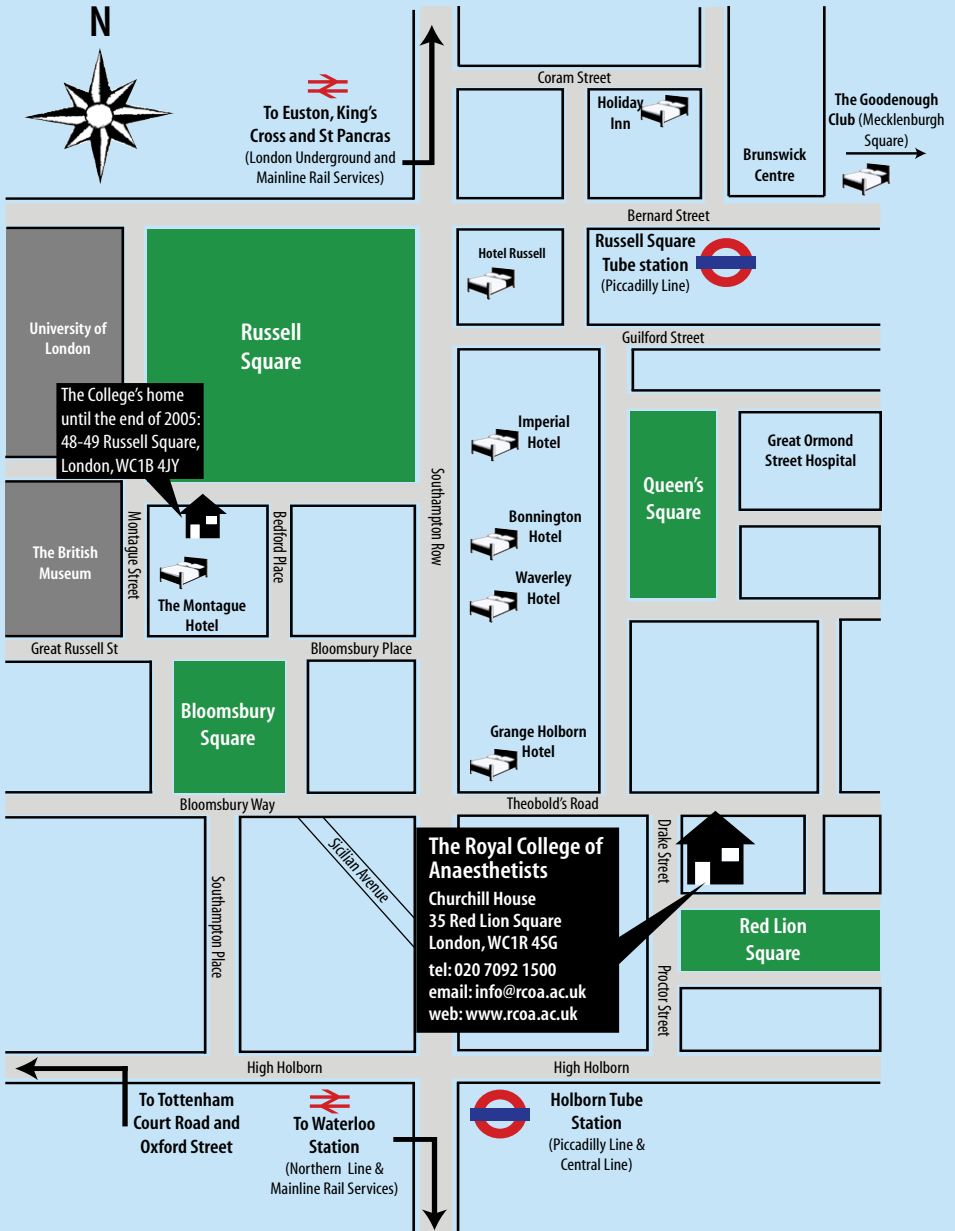 N
Coram Street
To Euston, King's
Cross and St Pancras
(London Underground and
Mainline Rail Services)
Holiday
Inn
The Goodenough
Club (Mecklenburgh
Square)
Brunswick
Centre
Bernard Street
Hotel Russell
Russell Square
Tube station
(Piccadilly Line)
University of
London
Russell
Square
Guilford Street
The College's home
until the end of 2005:
48-49 Russell Square,
London, WC1B 4JY
Imperial
Hotel
Great Ormond
Street Hospital
Southampton Row
Queen's
Square
Montague Street
Bedford Place
Bonnington
Hotel
The British
Museum
Waverley
Hotel
The Montague
Hotel
Great Russell St
Bloomsbury Place
Bloomsbury
Square
Grange Holborn
Hotel
Bloomsbury Way
Theobold's Road
Sicilian Avenue
Drake Street
The Royal College of
Anaesthetists
Churchill House
35 Red Lion Square
London, WC1R 4SG
tel: 020 7092 1500
email: info@rcoa.ac.uk
web: www.rcoa.ac.uk
Southampton Place
Red Lion
Square
Proctor Street
High Holborn
High Holborn
To Tottenham
Court Road and
Oxford Street
To Waterloo
Station
(Northern Line &
Mainline Rail Services)
Holborn Tube
Station
(Piccadilly Line &
Central Line)